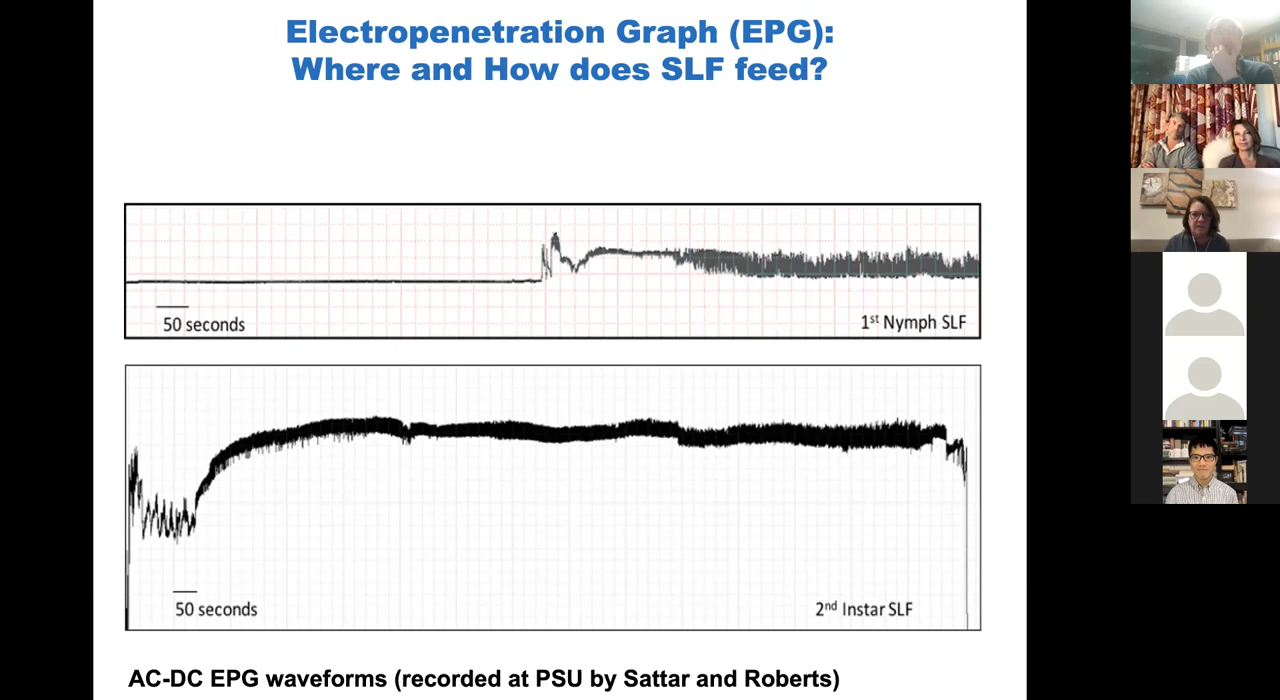 Electropenetration Graph (EPG):
Where and How does SLF feed?
50 seconds
1st Nymph SLF
50 seconds
2nd Instar SLF
AC-DC EPG waveforms (recorded at PSU by Sattar and Roberts)